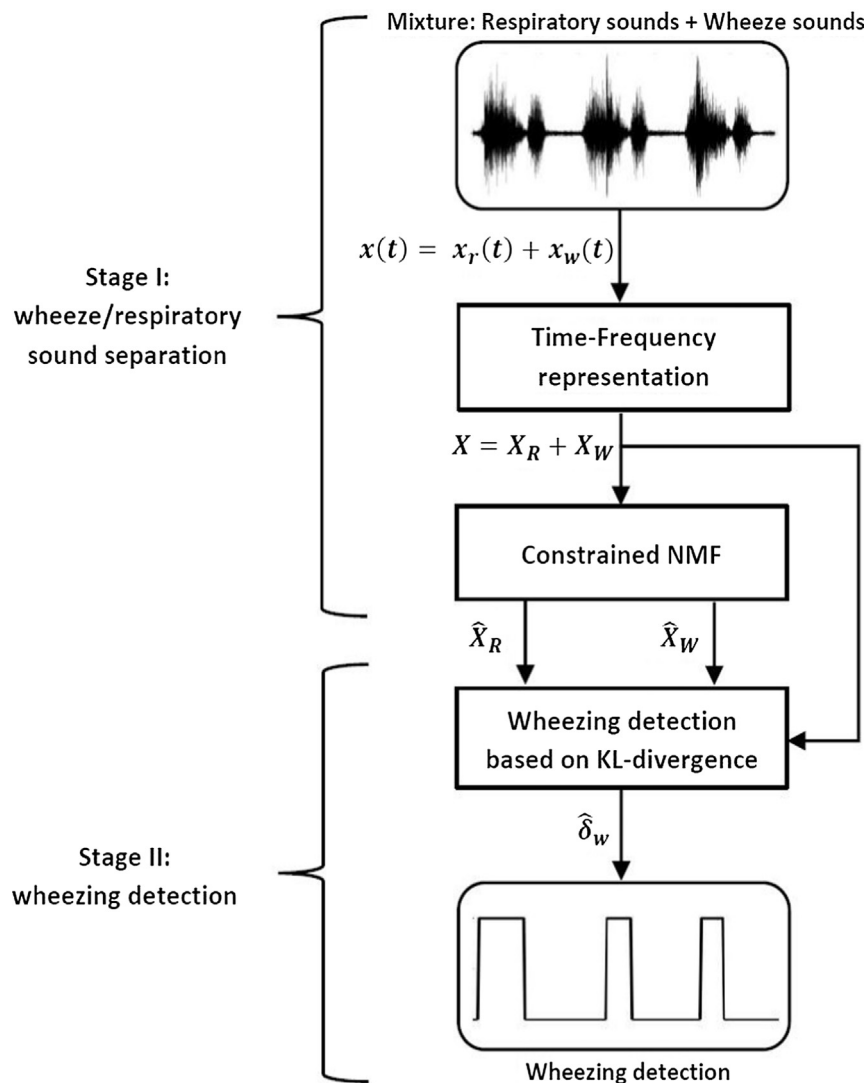 Mixture: Respiratory sounds + Wheeze sounds
x(t) = x_r(t) + x_w(t)
Stage I:
wheeze/respiratory
sound separation
Time-Frequency
representation
X = X_R + X_W
Constrained NMF
X̂_R
X̂_W
Wheezing detection
based on KL-divergence
δ̂_w
Stage II:
wheezing detection
Wheezing detection